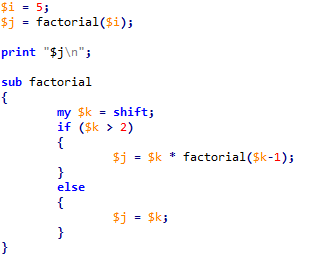 $i = 5;
$j = factorial($i);

print "$j\n";

sub factorial
{
        my $k = shift;
        if ($k > 2)
        {
                $j = $k * factorial($k-1);
        }
        else
        {
                $j = $k;
        }
}